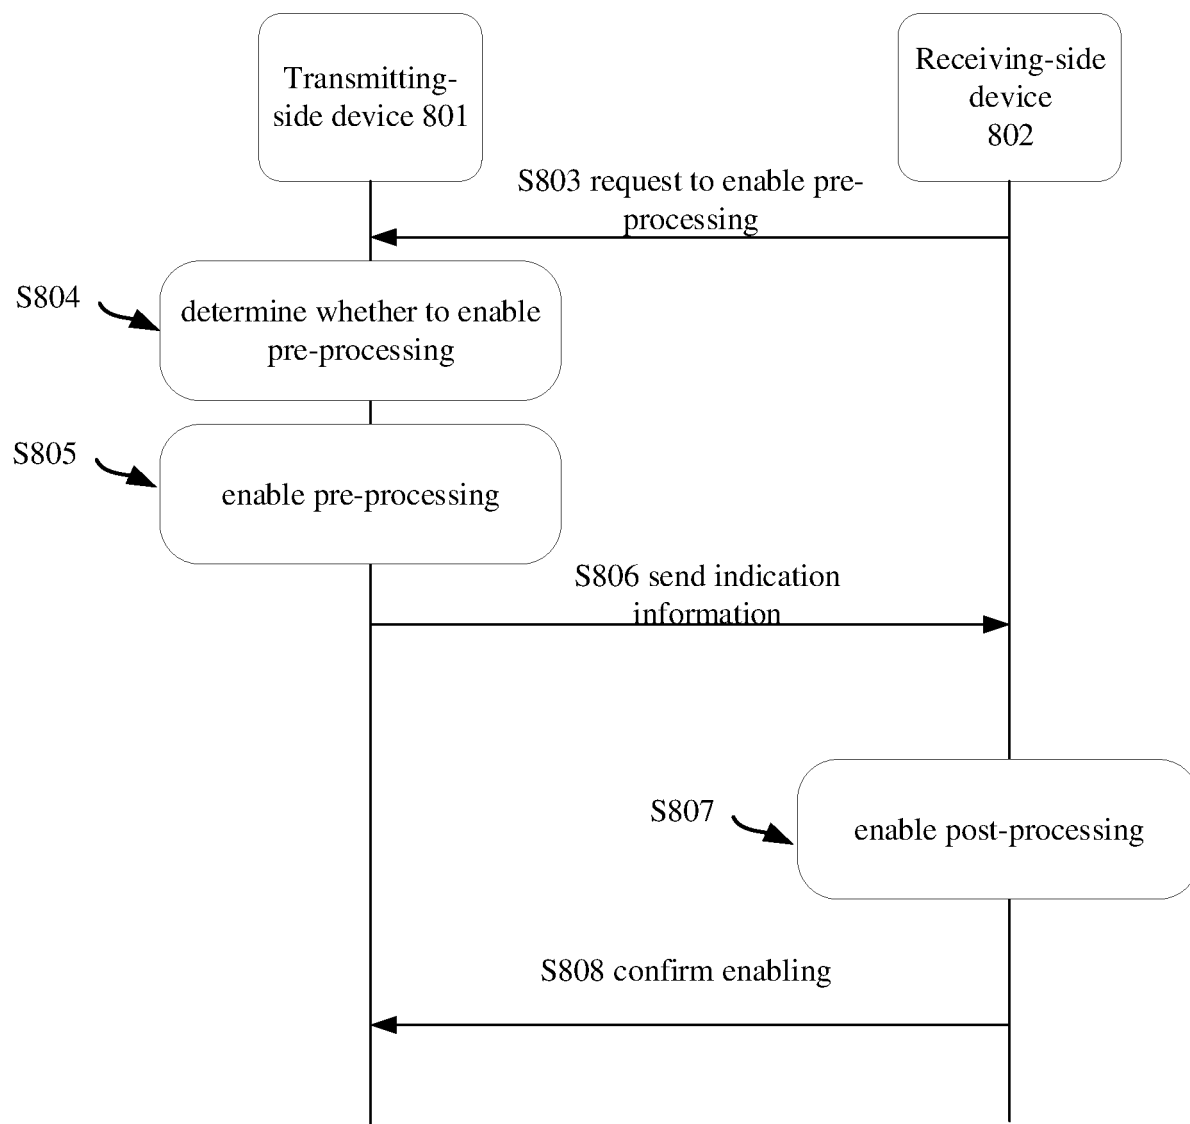 Transmitting-
side device 801
Receiving-side
device
802
S803 request to enable pre-
processing
S804
determine whether to enable
pre-processing
S805
enable pre-processing
S806 send indication
information
S807
enable post-processing
S808 confirm enabling